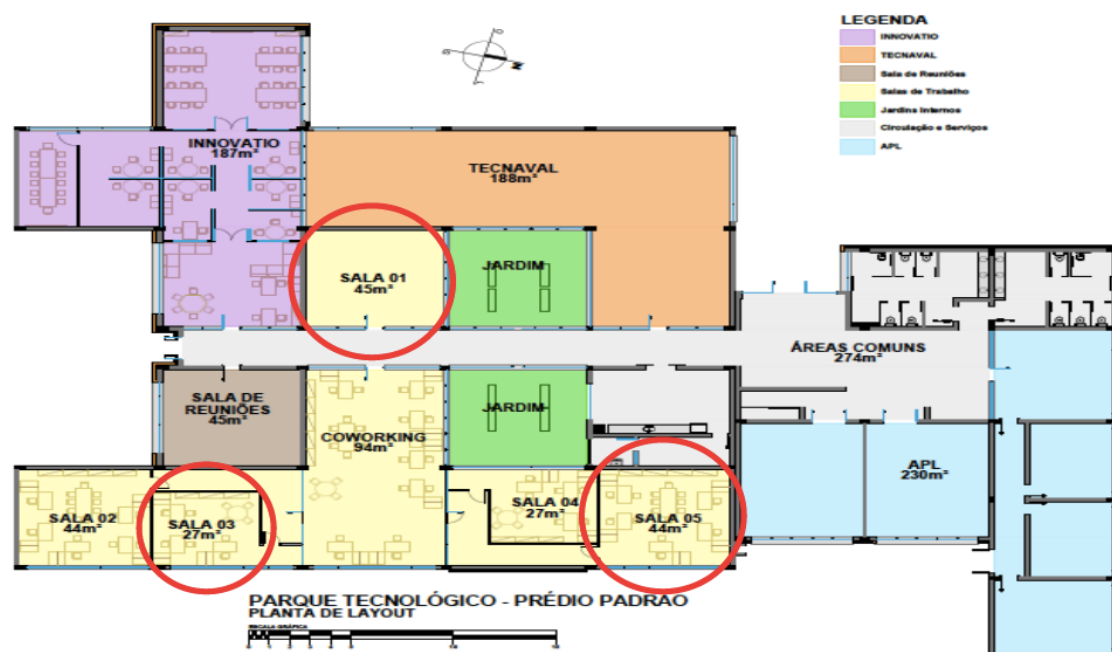 LEGENDA
INNOVATIO
TECNAVAL
Sala de Reuniões
Salas de Trabalho
Jardins Internos
Circulação e Serviços
APL
INNOVATIO
187m²
TECNAVAL
188m²
SALA 01
45m²
JARDIM
ÁREAS COMUNS
274m²
SALA DE
REUNIÕES
45m²
COWORKING
94m²
JARDIM
APL
230m²
SALA 02
44m²
SALA 03
27m²
SALA 04
27m²
SALA 05
44m²
PARQUE TECNOLÓGICO - PRÉDIO PADRÃO
PLANTA DE LAYOUT
ESCALA GRÁFICA